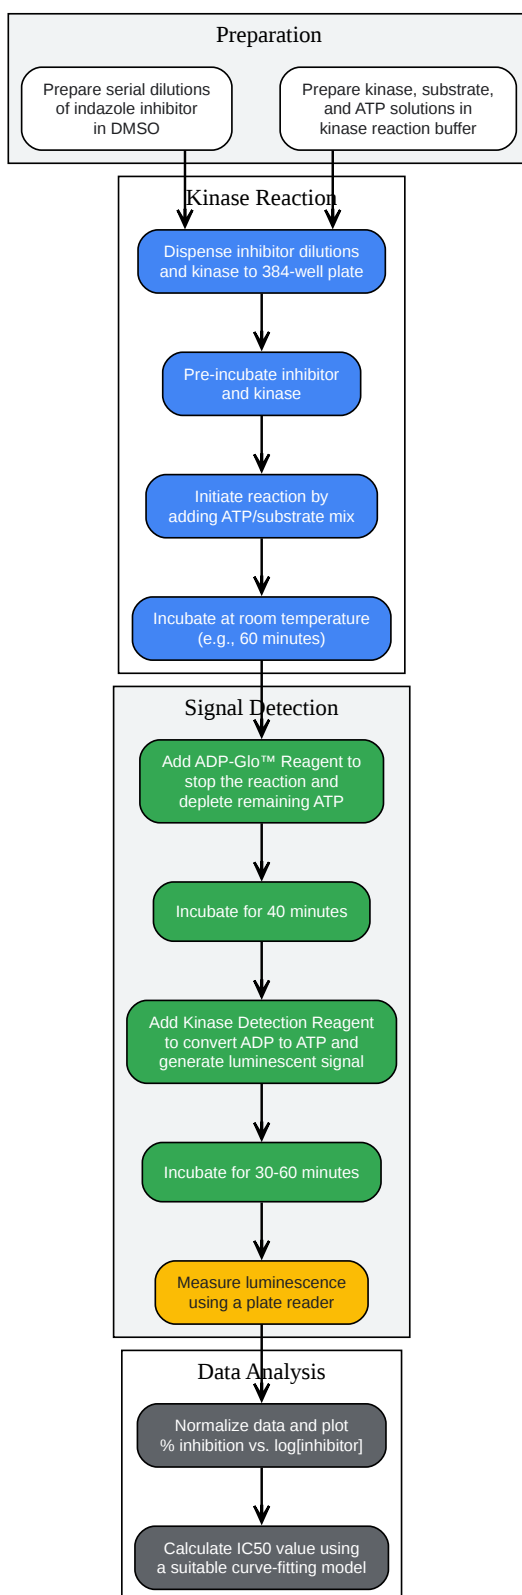 Preparation
Prepare serial dilutions
of indazole inhibitor
in DMSO
Prepare kinase, substrate,
and ATP solutions in
kinase reaction buffer
Kinase Reaction
Dispense inhibitor dilutions
and kinase to 384-well plate
Pre-incubate inhibitor
and kinase
Initiate reaction by
adding ATP/substrate mix
Incubate at room temperature
(e.g., 60 minutes)
Signal Detection
Add ADP-Glo™ Reagent to
stop the reaction and
deplete remaining ATP
Incubate for 40 minutes
Add Kinase Detection Reagent
to convert ADP to ATP and
generate luminescent signal
Incubate for 30-60 minutes
Measure luminescence
using a plate reader
Data Analysis
Normalize data and plot
% inhibition vs. log[inhibitor]
Calculate IC50 value using
a suitable curve-fitting model